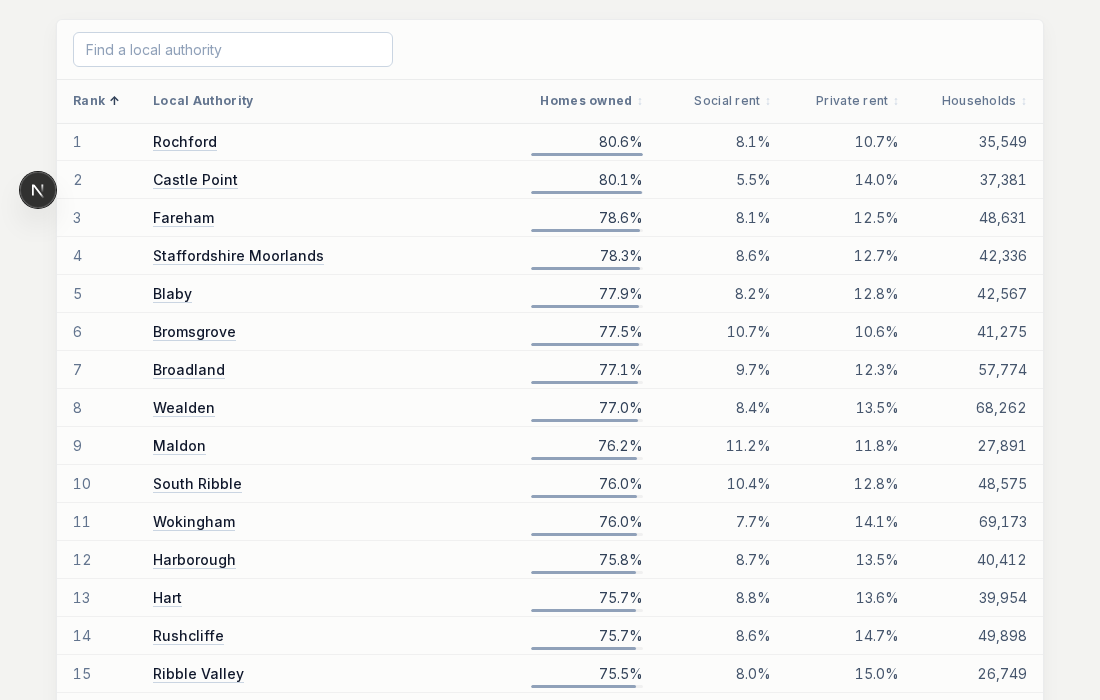 Find a local authority
Rank ↑ Local Authority Homes owned ↕ Social rent ↕ Private rent ↕ Households ↕
1 Rochford 80.6% 8.1% 10.7% 35,549
2 Castle Point 80.1% 5.5% 14.0% 37,381
N
3 Fareham 78.6% 8.1% 12.5% 48,631
4 Staffordshire Moorlands 78.3% 8.6% 12.7% 42,336
5 Blaby 77.9% 8.2% 12.8% 42,567
6 Bromsgrove 77.5% 10.7% 10.6% 41,275
7 Broadland 77.1% 9.7% 12.3% 57,774
8 Wealden 77.0% 8.4% 13.5% 68,262
9 Maldon 76.2% 11.2% 11.8% 27,891
10 South Ribble 76.0% 10.4% 12.8% 48,575
11 Wokingham 76.0% 7.7% 14.1% 69,173
12 Harborough 75.8% 8.7% 13.5% 40,412
13 Hart 75.7% 8.8% 13.6% 39,954
14 Rushcliffe 75.7% 8.6% 14.7% 49,898
15 Ribble Valley 75.5% 8.0% 15.0% 26,749